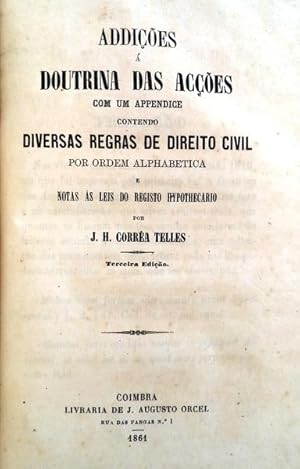 ADDIÇÕES
Á
DOUTRINA DAS ACÇÕES
COM UM APPENDICE
CONTENDO
DIVERSAS REGRAS DE DIREITO CIVIL
POR ORDEM ALPHABETICA
E
NOTAS ÁS LEIS DO REGISTO HYPOTHECARIO
POR
J. H. CORRÊA TELLES
Terceira Edição.
COIMBRA
LIVRARIA DE J. AUGUSTO ORCEL
RUA DAS FANGAS N.º 1
1861